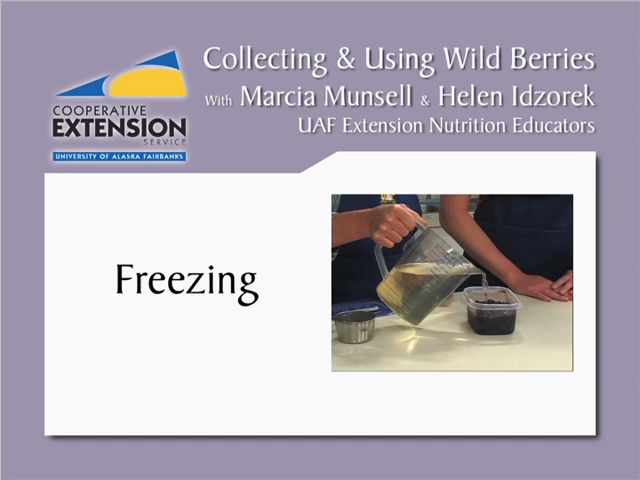 Collecting & Using Wild Berries
With Marcia Munsell & Helen Idzorek
UAF Extension Nutrition Educators
COOPERATIVE
EXTENSION
SERVICE
UNIVERSITY OF ALASKA FAIRBANKS
Freezing